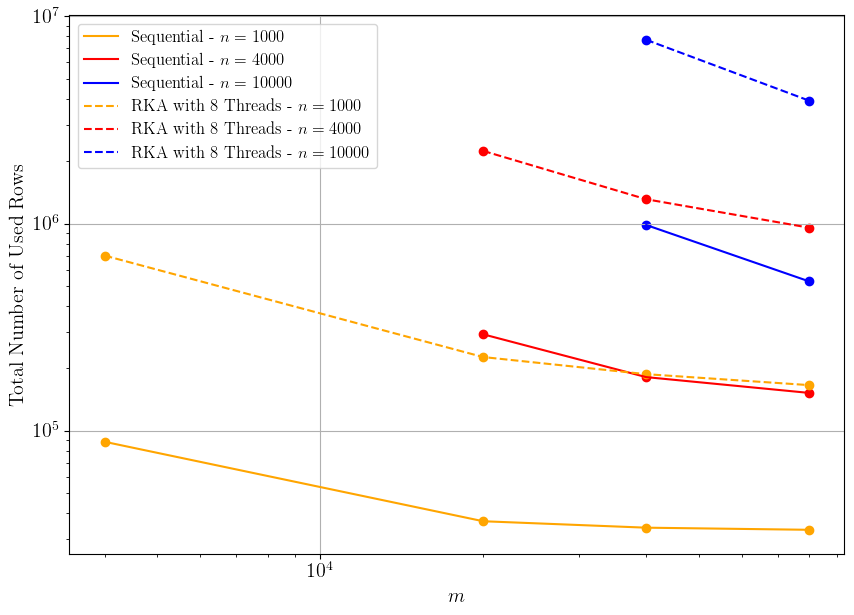 10^7
Sequential - n = 1000
Sequential - n = 4000
Sequential - n = 10000
RKA with 8 Threads - n = 1000
RKA with 8 Threads - n = 4000
RKA with 8 Threads - n = 10000
Total Number of Used Rows
10^6
10^5
10^4
m